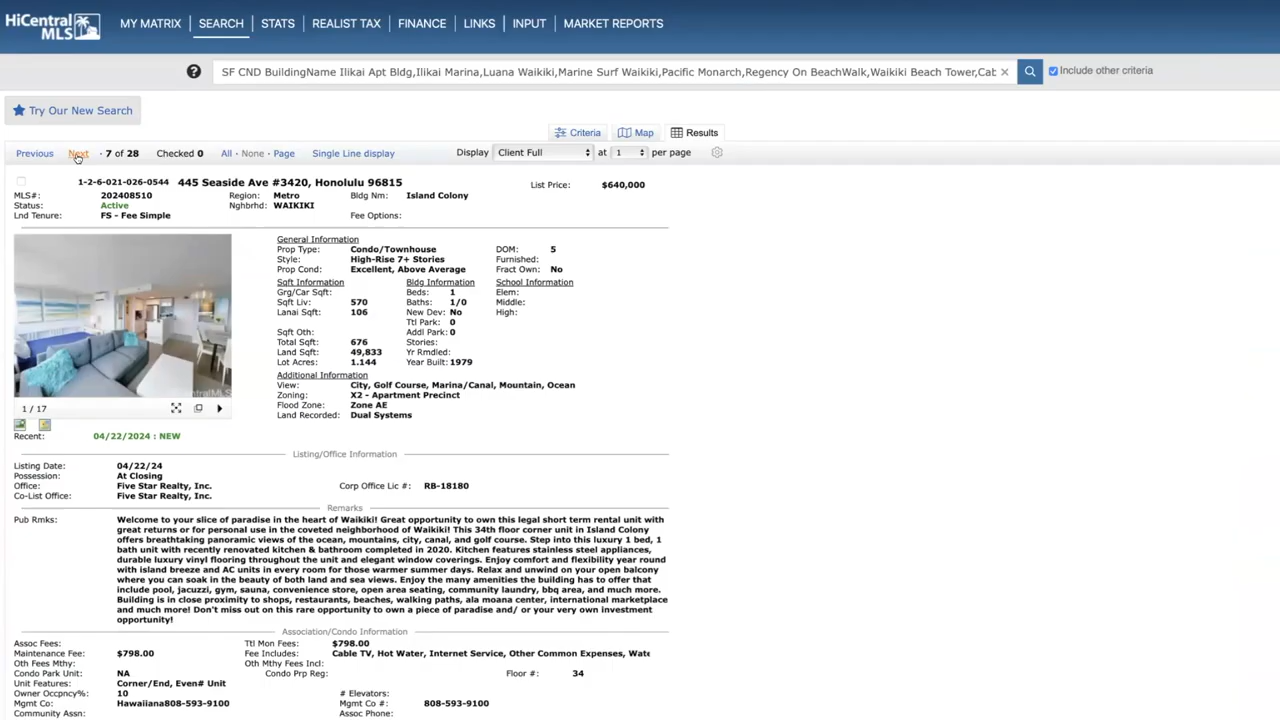 HiCentral MLS
MY MATRIX SEARCH STATS REALIST TAX FINANCE LINKS INPUT MARKET REPORTS
? SF CND BuildingName Ilikai Apt Bldg,Ilikai Marina,Luana Waikiki,Marine Surf Waikiki,Pacific Monarch,Regency On BeachWalk,Waikiki Beach Tower,Cab × Include other criteria
Try Our New Search
Criteria Map Results
Previous Next · 7 of 28 Checked 0 All · None · Page Single Line display Display Client Full at 1 per page
1-2-6-021-026-0544 445 Seaside Ave #3420, Honolulu 96815 List Price: $640,000
MLS#: 202408510 Region: Metro Bldg Nm: Island Colony
Status: Active Nghbrhd: WAIKIKI
Lnd Tenure: FS - Fee Simple Fee Options:
General Information
Prop Type: Condo/Townhouse DOM: 5
Style: High-Rise 7+ Stories Furnished:
Prop Cond: Excellent, Above Average Fract Own: No
Sqft Information Bldg Information School Information
Grg/Car Sqft: Beds: 1 Elem:
Sqft Liv: 570 Baths: 1/0 Middle:
Lanai Sqft: 106 New Dev: No High:
Ttl Park: 0
Sqft Oth: Addl Park: 0
Total Sqft: 676 Stories:
Land Sqft: 49,833 Yr Rmdled:
Lot Acres: 1.144 Year Built: 1979
Additional Information
View: City, Golf Course, Marina/Canal, Mountain, Ocean
Zoning: X2 - Apartment Precinct
Flood Zone: Zone AE
Land Recorded: Dual Systems
1 / 17
Recent: 04/22/2024 : NEW
Listing/Office Information
Listing Date: 04/22/24
Possession: At Closing
Office: Five Star Realty, Inc. Corp Office Lic #: RB-18180
Co-List Office: Five Star Realty, Inc.
Remarks
Pub Rmks: Welcome to your slice of paradise in the heart of Waikiki! Great opportunity to own this legal short term rental unit with
great returns or for personal use in the coveted neighborhood of Waikiki! This 34th floor corner unit in Island Colony
offers breathtaking panoramic views of the ocean, mountains, city, canal, and golf course. Step into this luxury 1 bed, 1
bath unit with recently renovated kitchen & bathroom completed in 2020. Kitchen features stainless steel appliances,
durable luxury vinyl flooring throughout the unit and elegant window coverings. Enjoy comfort and flexibility year round
with island breeze and AC units in every room for those warmer summer days. Relax and unwind on your open balcony
where you can soak in the beauty of both land and sea views. Enjoy the many amenities the building has to offer that
include pool, jacuzzi, gym, sauna, convenience store, open area seating, community laundry, bbq area, and much more.
Building is in close proximity to shops, restaurants, beaches, walking paths, ala moana center, international marketplace
and much more! Don't miss out on this rare opportunity to own a piece of paradise and/ or your very own investment
opportunity!
Association/Condo Information
Assoc Fees: Ttl Mon Fees: $798.00
Maintenance Fee: $798.00 Fee Includes: Cable TV, Hot Water, Internet Service, Other Common Expenses, Wate
Oth Fees Mthy: Oth Mthy Fees Incl:
Condo Park Unit: NA Condo Prp Reg: Floor #: 34
Unit Features: Corner/End, Even# Unit
Owner Occpncy%: 10 # Elevators:
Mgmt Co: Hawaiiana808-593-9100 Mgmt Co #: 808-593-9100
Community Assn: Assoc Phone: